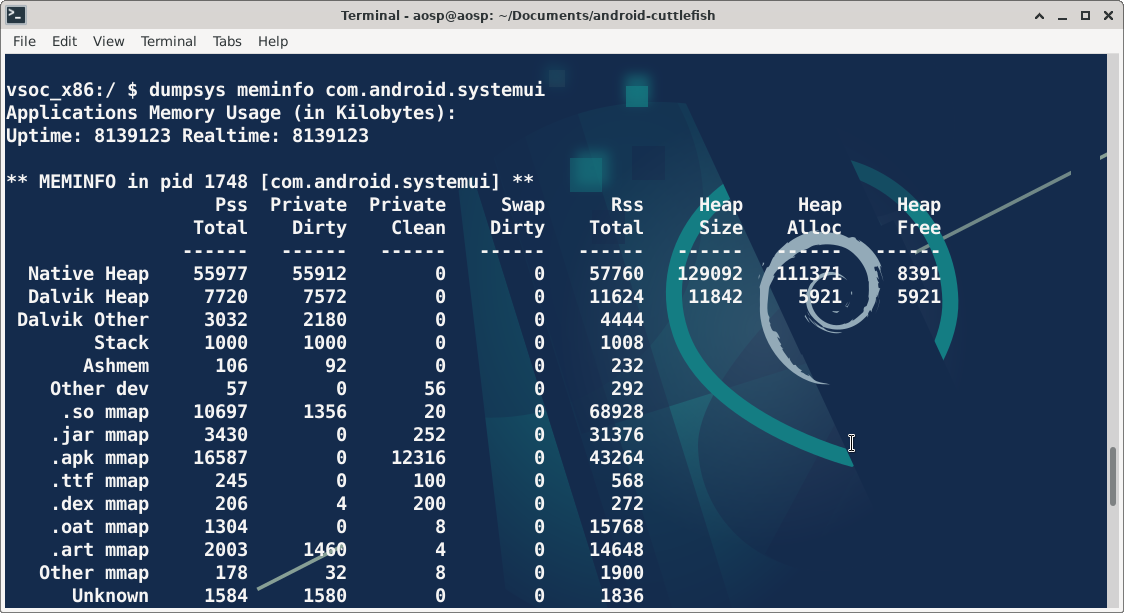 Terminal - aosp@aosp: ~/Documents/android-cuttlefish
File Edit View Terminal Tabs Help
vsoc_x86:/ $ dumpsys meminfo com.android.systemui
Applications Memory Usage (in Kilobytes):
Uptime: 8139123 Realtime: 8139123
** MEMINFO in pid 1748 [com.android.systemui] **
Pss Private Private Swap Rss Heap Heap Heap
Total Dirty Clean Dirty Total Size Alloc Free
------ ------ ------ ------ ------ ------ ------ ------
Native Heap 55977 55912 0 0 57760 129092 111371 8391
Dalvik Heap 7720 7572 0 0 11624 11842 5921 5921
Dalvik Other 3032 2180 0 0 4444
Stack 1000 1000 0 0 1008
Ashmem 106 92 0 0 232
Other dev 57 0 56 0 292
.so mmap 10697 1356 20 0 68928
.jar mmap 3430 0 252 0 31376
.apk mmap 16587 0 12316 0 43264
.ttf mmap 245 0 100 0 568
.dex mmap 206 4 200 0 272
.oat mmap 1304 0 8 0 15768
.art mmap 2003 1460 4 0 14648
Other mmap 178 32 8 0 1900
Unknown 1584 1580 0 0 1836